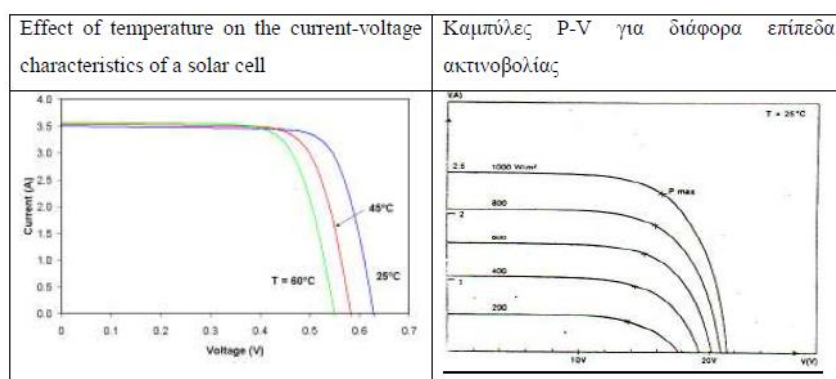 Effect of temperature on the current-voltage
characteristics of a solar cell
Καμπύλες P-V για διάφορα επίπεδα
ακτινοβολίας
4.0
3.5
3.0
2.5
2.0
1.5
1.0
0.5
0.0
Current (A)
45°C
T = 60°C
25°C
0 0.1 0.2 0.3 0.4 0.5 0.6 0.7
Voltage (V)
I(A)
T = 25°C
2.5
1000 W/m²
P max
800
2
600
400
1
200
10V 20V V(V)